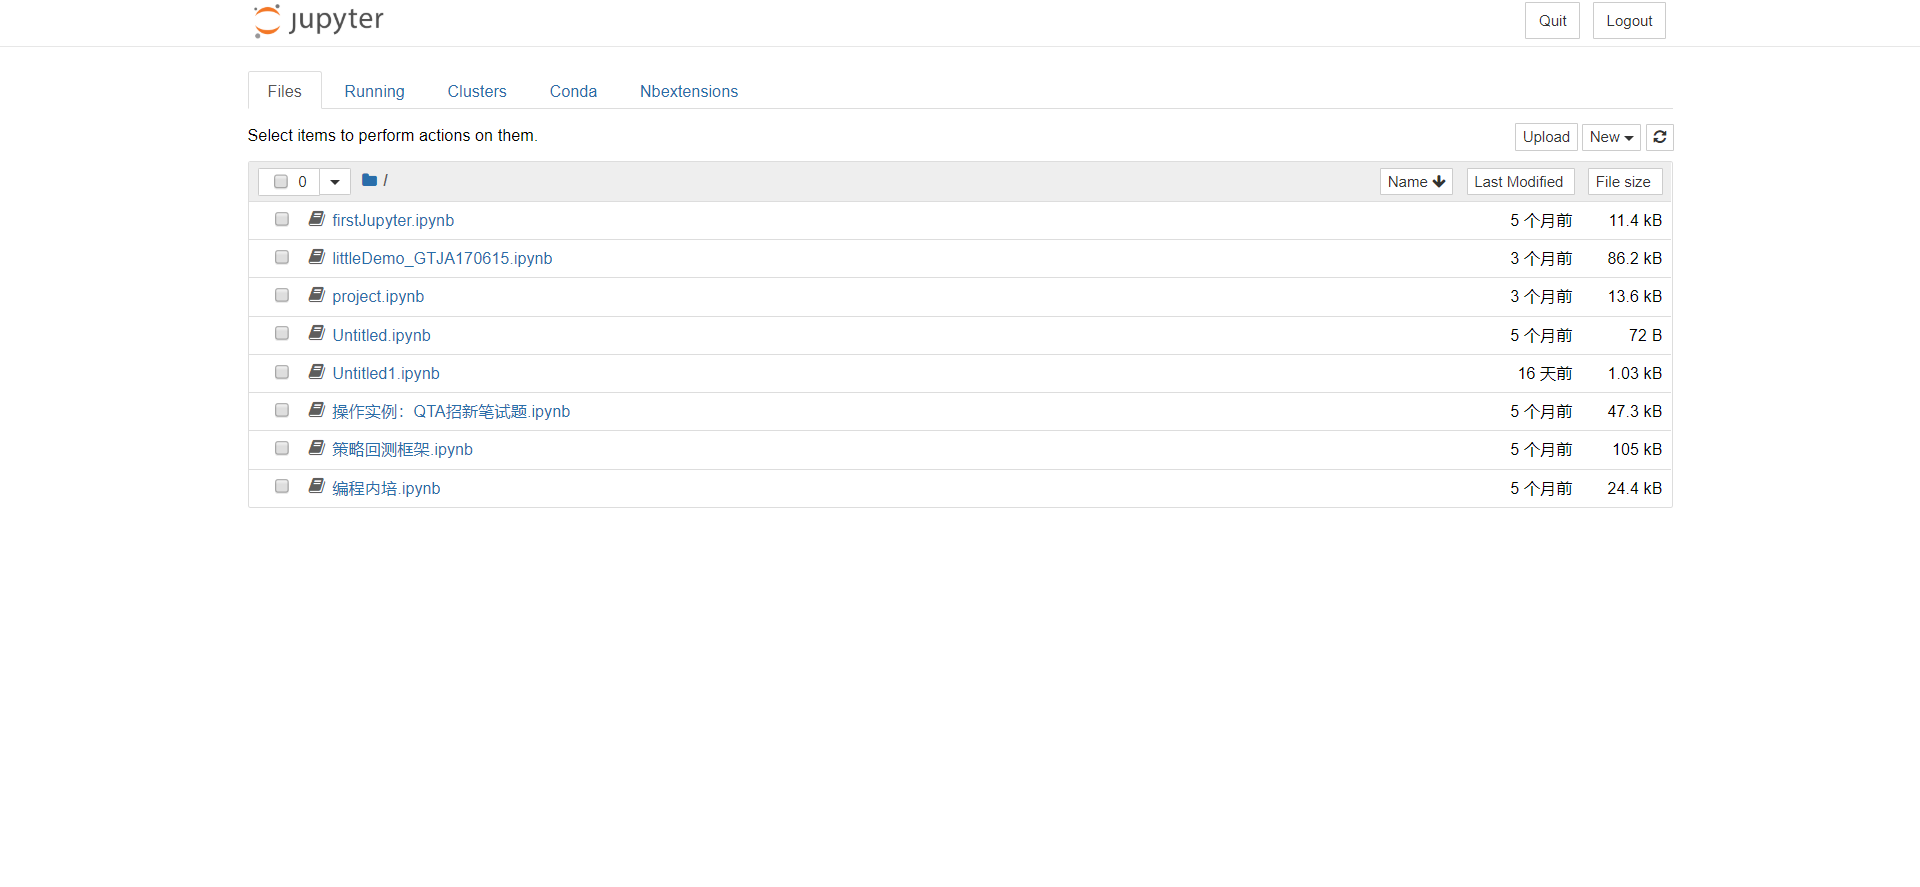 jupyter Quit Logout
Files Running Clusters Conda Nbextensions
Select items to perform actions on them. Upload New
0 / Name Last Modified File size
firstJupyter.ipynb 5 个月前 11.4 kB
littleDemo_GTJA170615.ipynb 3 个月前 86.2 kB
project.ipynb 3 个月前 13.6 kB
Untitled.ipynb 5 个月前 72 B
Untitled1.ipynb 16 天前 1.03 kB
操作实例：QTA招新笔试题.ipynb 5 个月前 47.3 kB
策略回测框架.ipynb 5 个月前 105 kB
编程内培.ipynb 5 个月前 24.4 kB